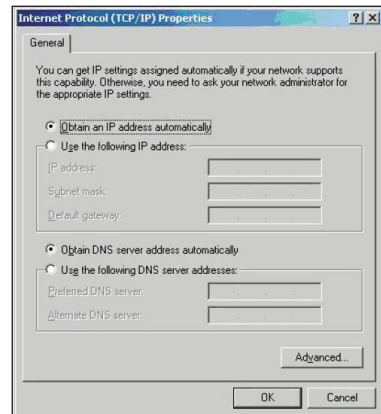 Internet Protocol (TCP/IP) Properties
General
You can get IP settings assigned automatically if your network supports
this capability. Otherwise, you need to ask your network administrator for
the appropriate IP settings.
Obtain an IP address automatically
Use the following IP address:
IP address:
Subnet mask:
Default gateway:
Obtain DNS server address automatically
Use the following DNS server addresses:
Preferred DNS server:
Alternate DNS server:
Advanced...
OK Cancel